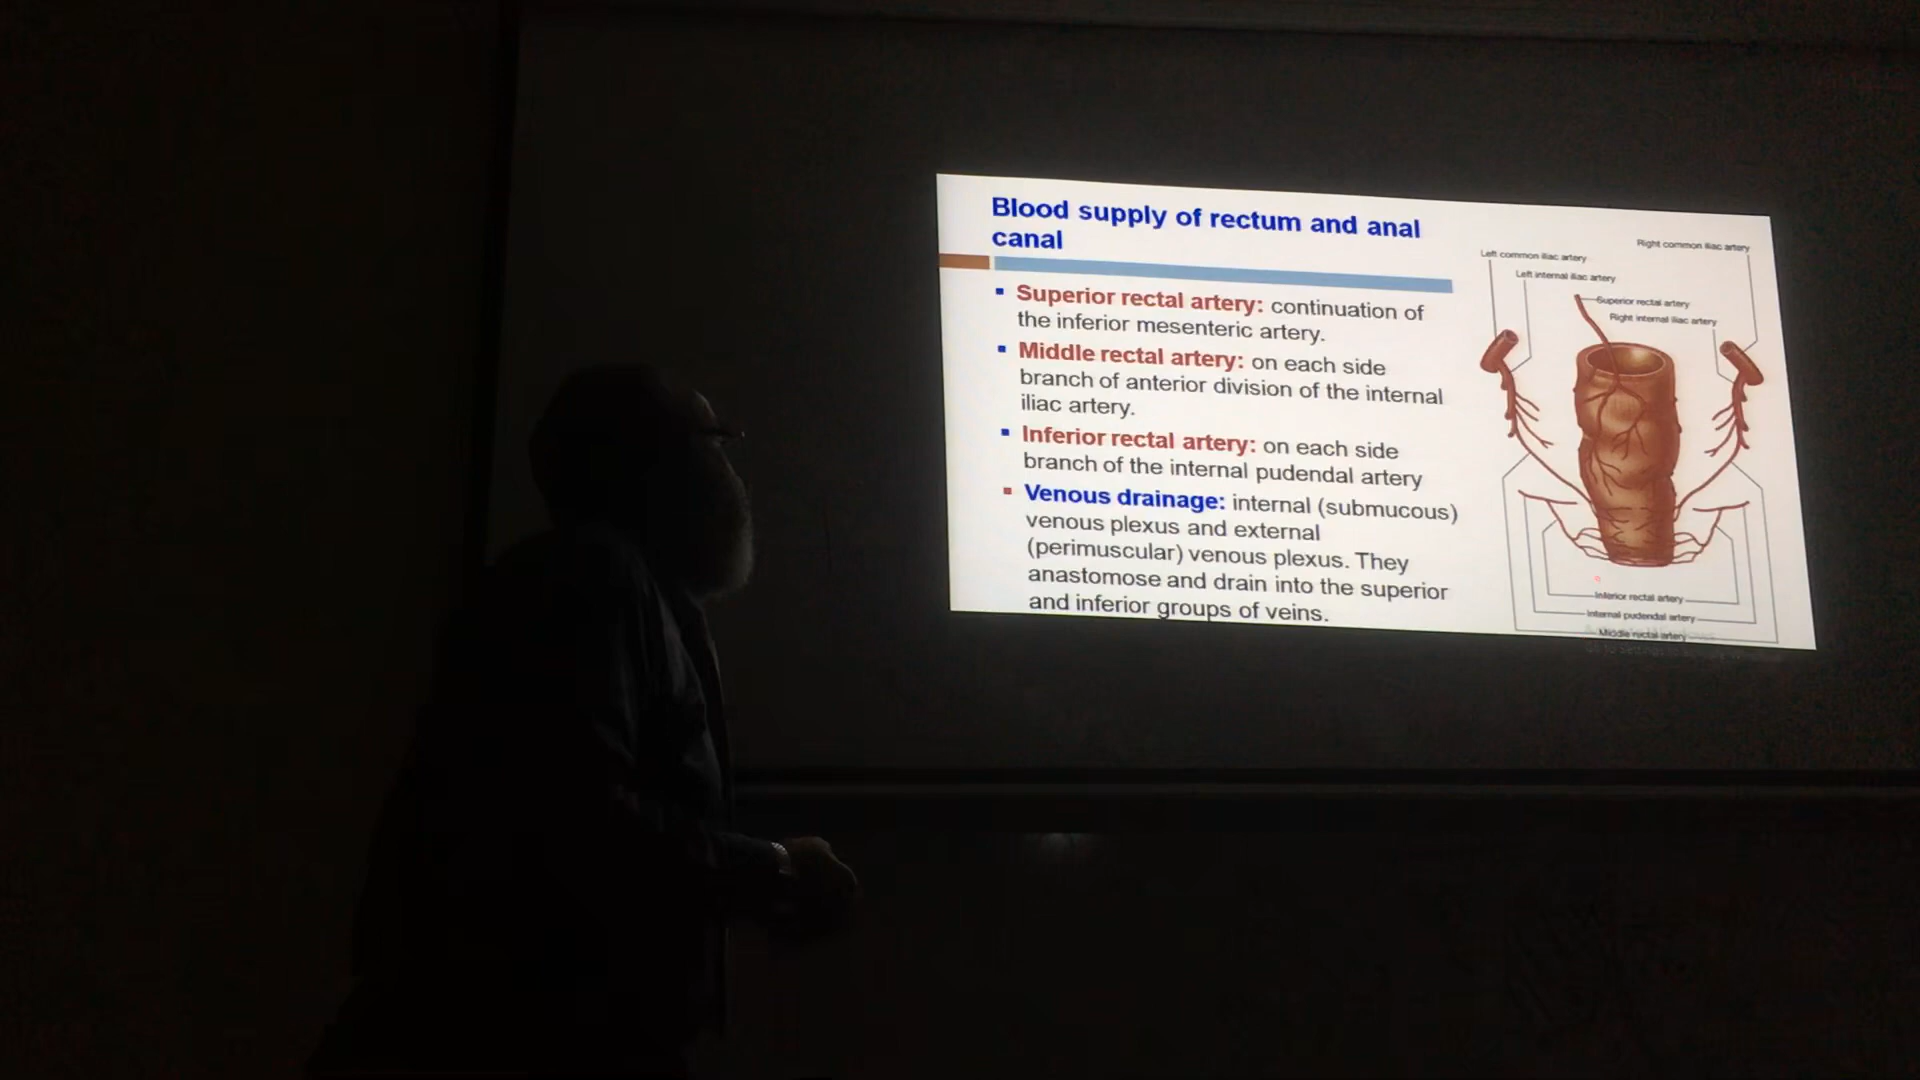 Blood supply of rectum and anal
canal
Superior rectal artery: continuation of
the inferior mesenteric artery.
Middle rectal artery: on each side
branch of anterior division of the internal
iliac artery.
Inferior rectal artery: on each side
branch of the internal pudendal artery
Venous drainage: internal (submucous)
venous plexus and external
(perimuscular) venous plexus. They
anastomose and drain into the superior
and inferior groups of veins.
Right common iliac artery
Left common iliac artery
Left internal iliac artery
Superior rectal artery
Right internal iliac artery
Inferior rectal artery
Internal pudendal artery
Middle rectal artery